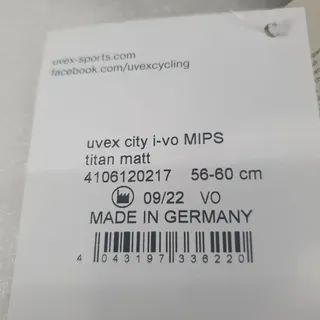 uvex-sports.com
facebook.com/uvexcycling
uvex city i-vo MIPS
titan matt
4106120217 56-60 cm
09/22 VO
MADE IN GERMANY
4 043197 336220